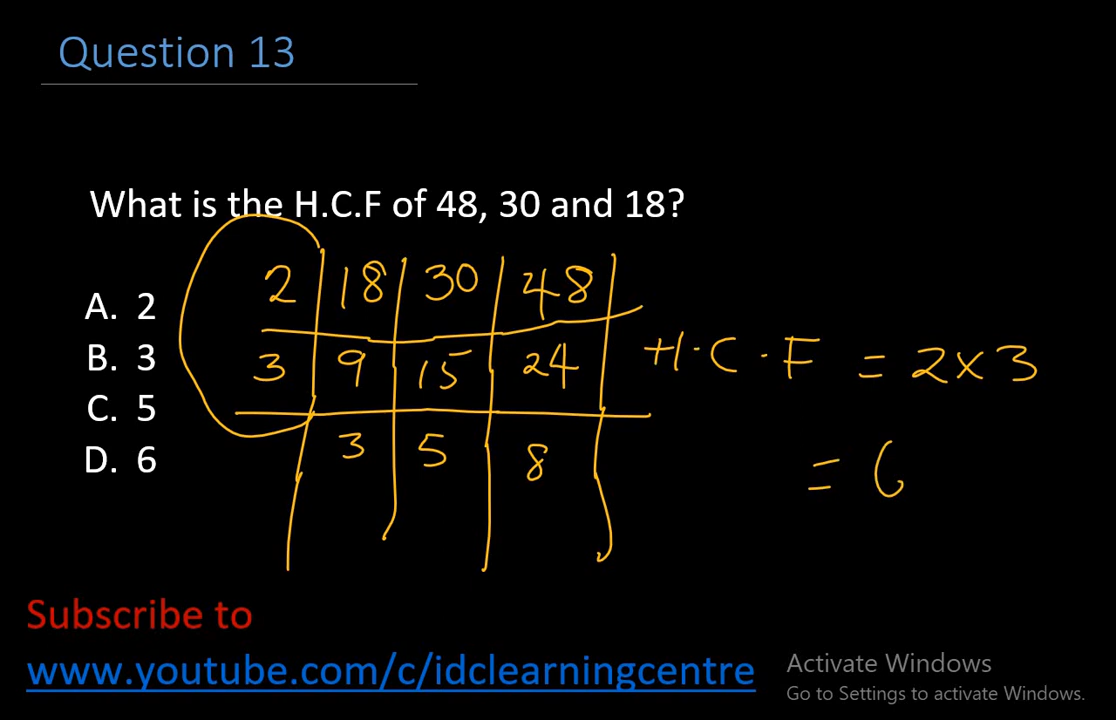 Question 13
What is the H.C.F of 48, 30 and 18?
A. 2
B. 3
C. 5
D. 6
2 18 30 48
3 9 15 24
3 5 8
H.C.F = 2×3
= 6
Subscribe to
www.youtube.com/c/idclearningcentre
Activate Windows
Go to Settings to activate Windows.